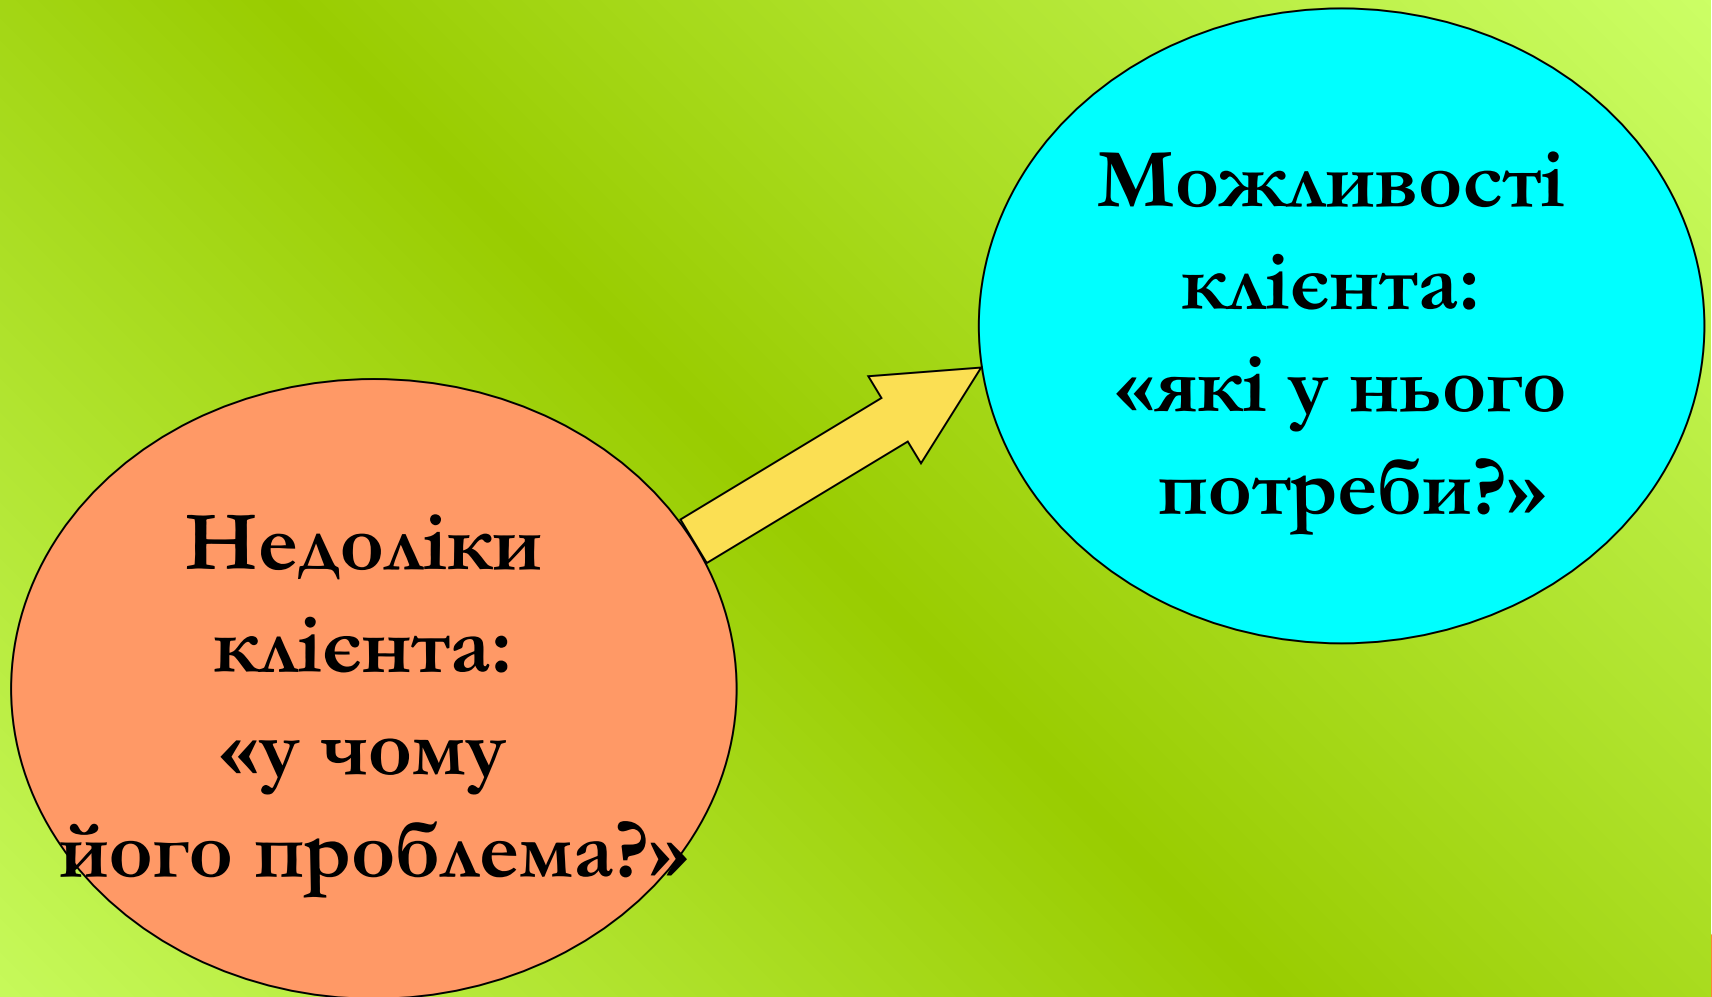 Можливості
клієнта:
«які у нього
потреби?»
Недоліки
клієнта:
«у чому
його проблема?»